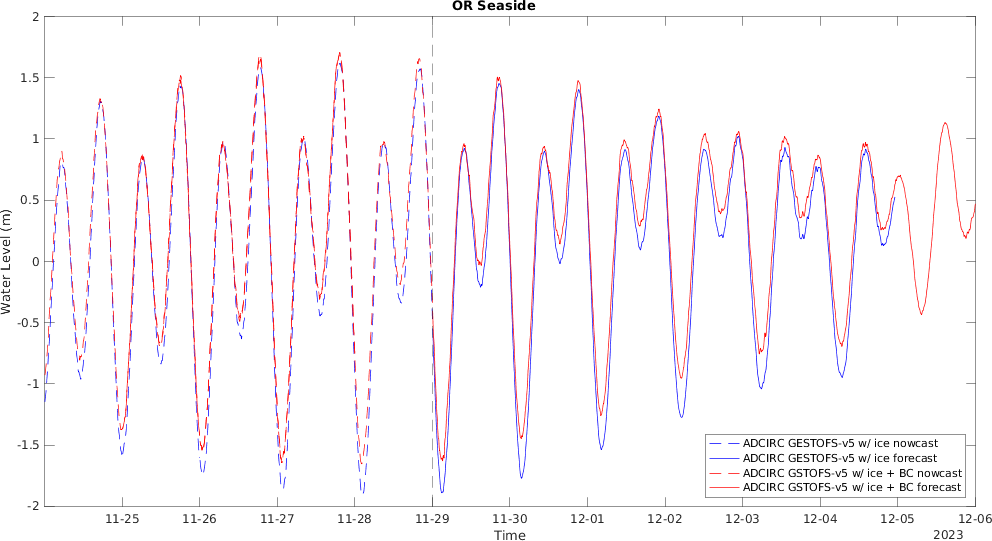 OR Seaside
2
1.5
1
0.5
0
-0.5
-1
-1.5
-2
Water Level (m)
11-25 11-26 11-27 11-28 11-29 11-30 12-01 12-02 12-03 12-04 12-05 12-06
Time
2023
ADCIRC GESTOFS-v5 w/ ice nowcast
ADCIRC GESTOFS-v5 w/ ice forecast
ADCIRC GSTOFS-v5 w/ ice + BC nowcast
ADCIRC GSTOFS-v5 w/ ice + BC forecast